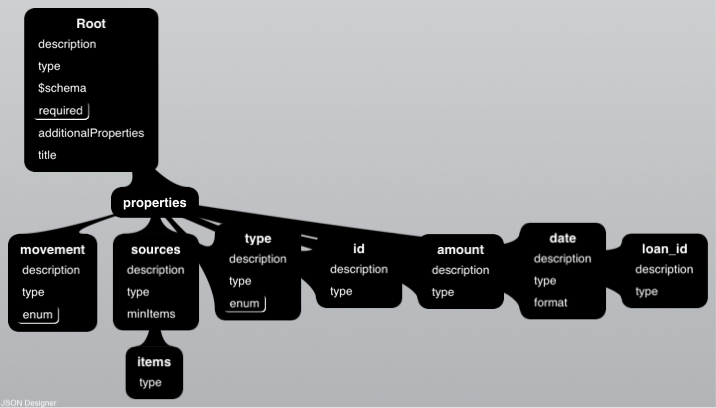 Root
description
type
$schema
required
additionalProperties
title
properties
movement
description
type
enum
sources
description
type
minItems
items
type
type
description
type
enum
id
description
type
amount
description
type
date
description
type
format
loan_id
description
type
JSON Designer